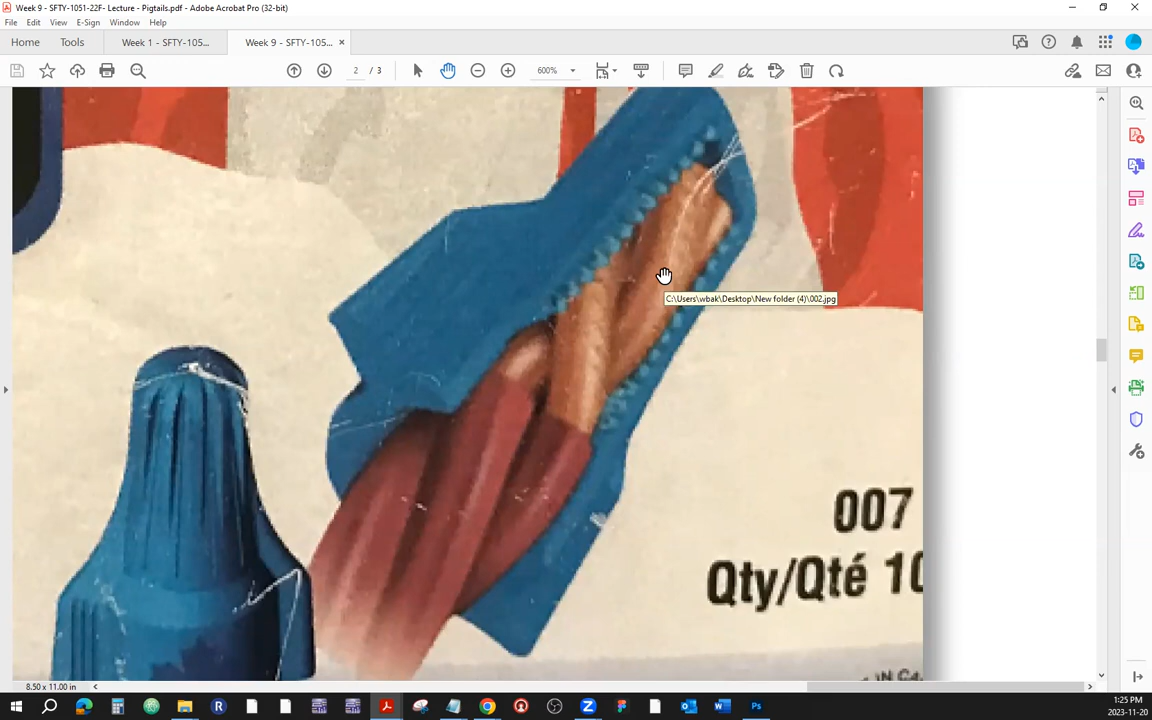 Week 9 - SFTY-1051-22F- Lecture - Pigtails.pdf - Adobe Acrobat Pro (32-bit)
File Edit View E-Sign Window Help
Home Tools Week 1 - SFTY-105... Week 9 - SFTY-105... ×
2 / 3 600%
C:\Users\wbak\Desktop\New folder (4)\002.jpg
007
Qty/Qté 10
8.50 x 11.00 in
1:25 PM
2023-11-20